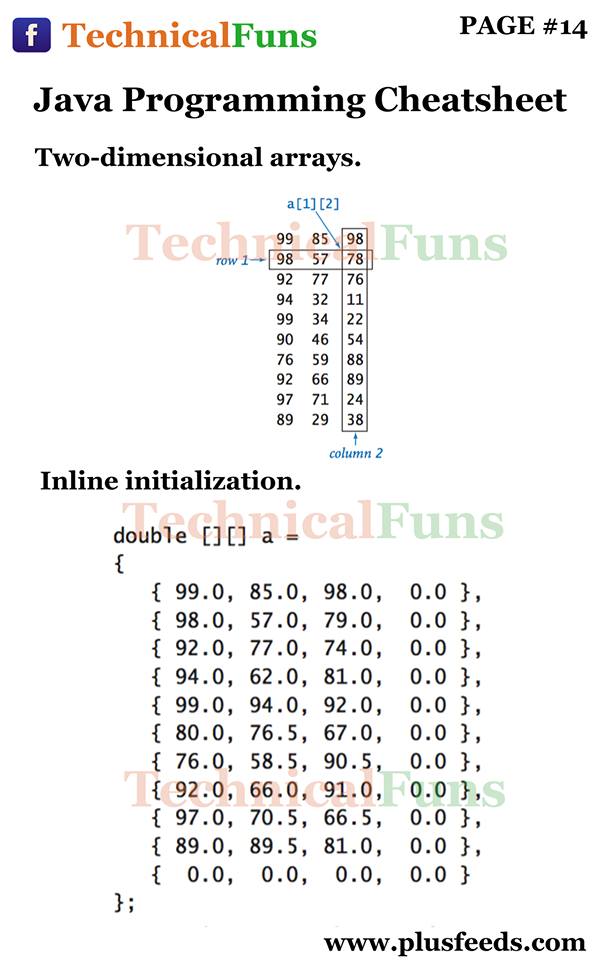 f TechnicalFuns PAGE #14
Java Programming Cheatsheet
Two-dimensional arrays.
a[1][2]
TechnicalFuns
99 85 98
row 1 98 57 78
92 77 76
94 32 11
99 34 22
90 46 54
76 59 88
92 66 89
97 71 24
89 29 38
column 2
Inline initialization.
TechnicalFuns
double [][] a =
{
{ 99.0, 85.0, 98.0, 0.0 },
{ 98.0, 57.0, 79.0, 0.0 },
{ 92.0, 77.0, 74.0, 0.0 },
{ 94.0, 62.0, 81.0, 0.0 },
{ 99.0, 94.0, 92.0, 0.0 },
{ 80.0, 76.5, 67.0, 0.0 },
{ 76.0, 58.5, 90.5, 0.0 },
TechnicalFuns
{ 92.0, 66.0, 91.0, 0.0 },
{ 97.0, 70.5, 66.5, 0.0 },
{ 89.0, 89.5, 81.0, 0.0 },
{ 0.0, 0.0, 0.0, 0.0 }
};
www.plusfeeds.com